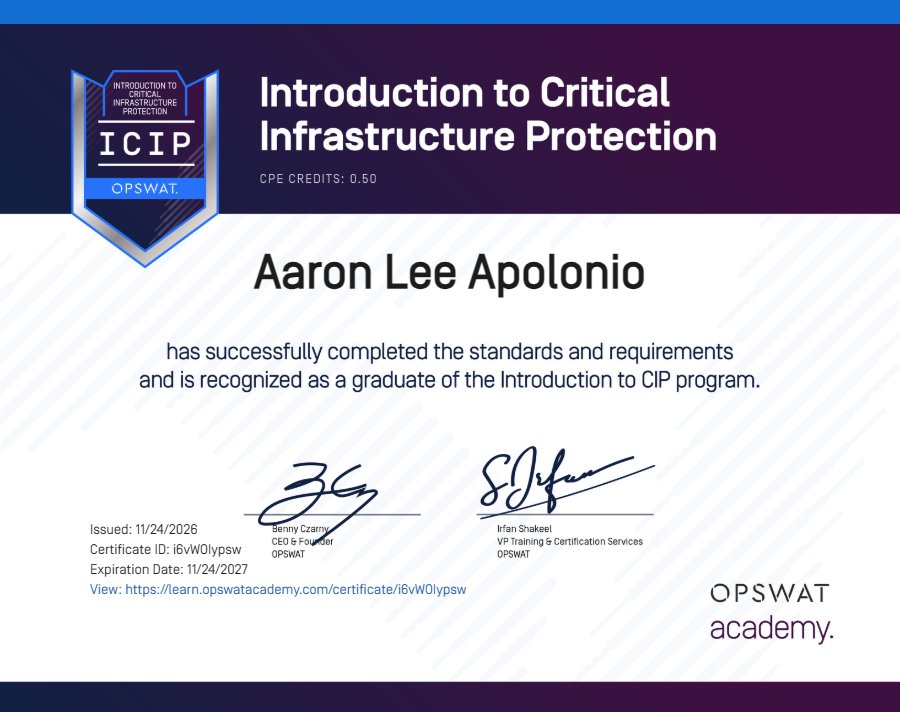 INTRODUCTION TO
CRITICAL
INFRASTRUCTURE
PROTECTION
ICIP
OPSWAT.
Introduction to Critical
Infrastructure Protection
CPE CREDITS: 0.50
Aaron Lee Apolonio
has successfully completed the standards and requirements
and is recognized as a graduate of the Introduction to CIP program.
Issued: 11/24/2026
Certificate ID: i6vW0lypsw
Expiration Date: 11/24/2027
View: https://learn.opswatacademy.com/certificate/i6vW0lypsw
Benny Czarny
CEO & Founder
OPSWAT
Irfan Shakeel
VP Training & Certification Services
OPSWAT
OPSWAT
academy.